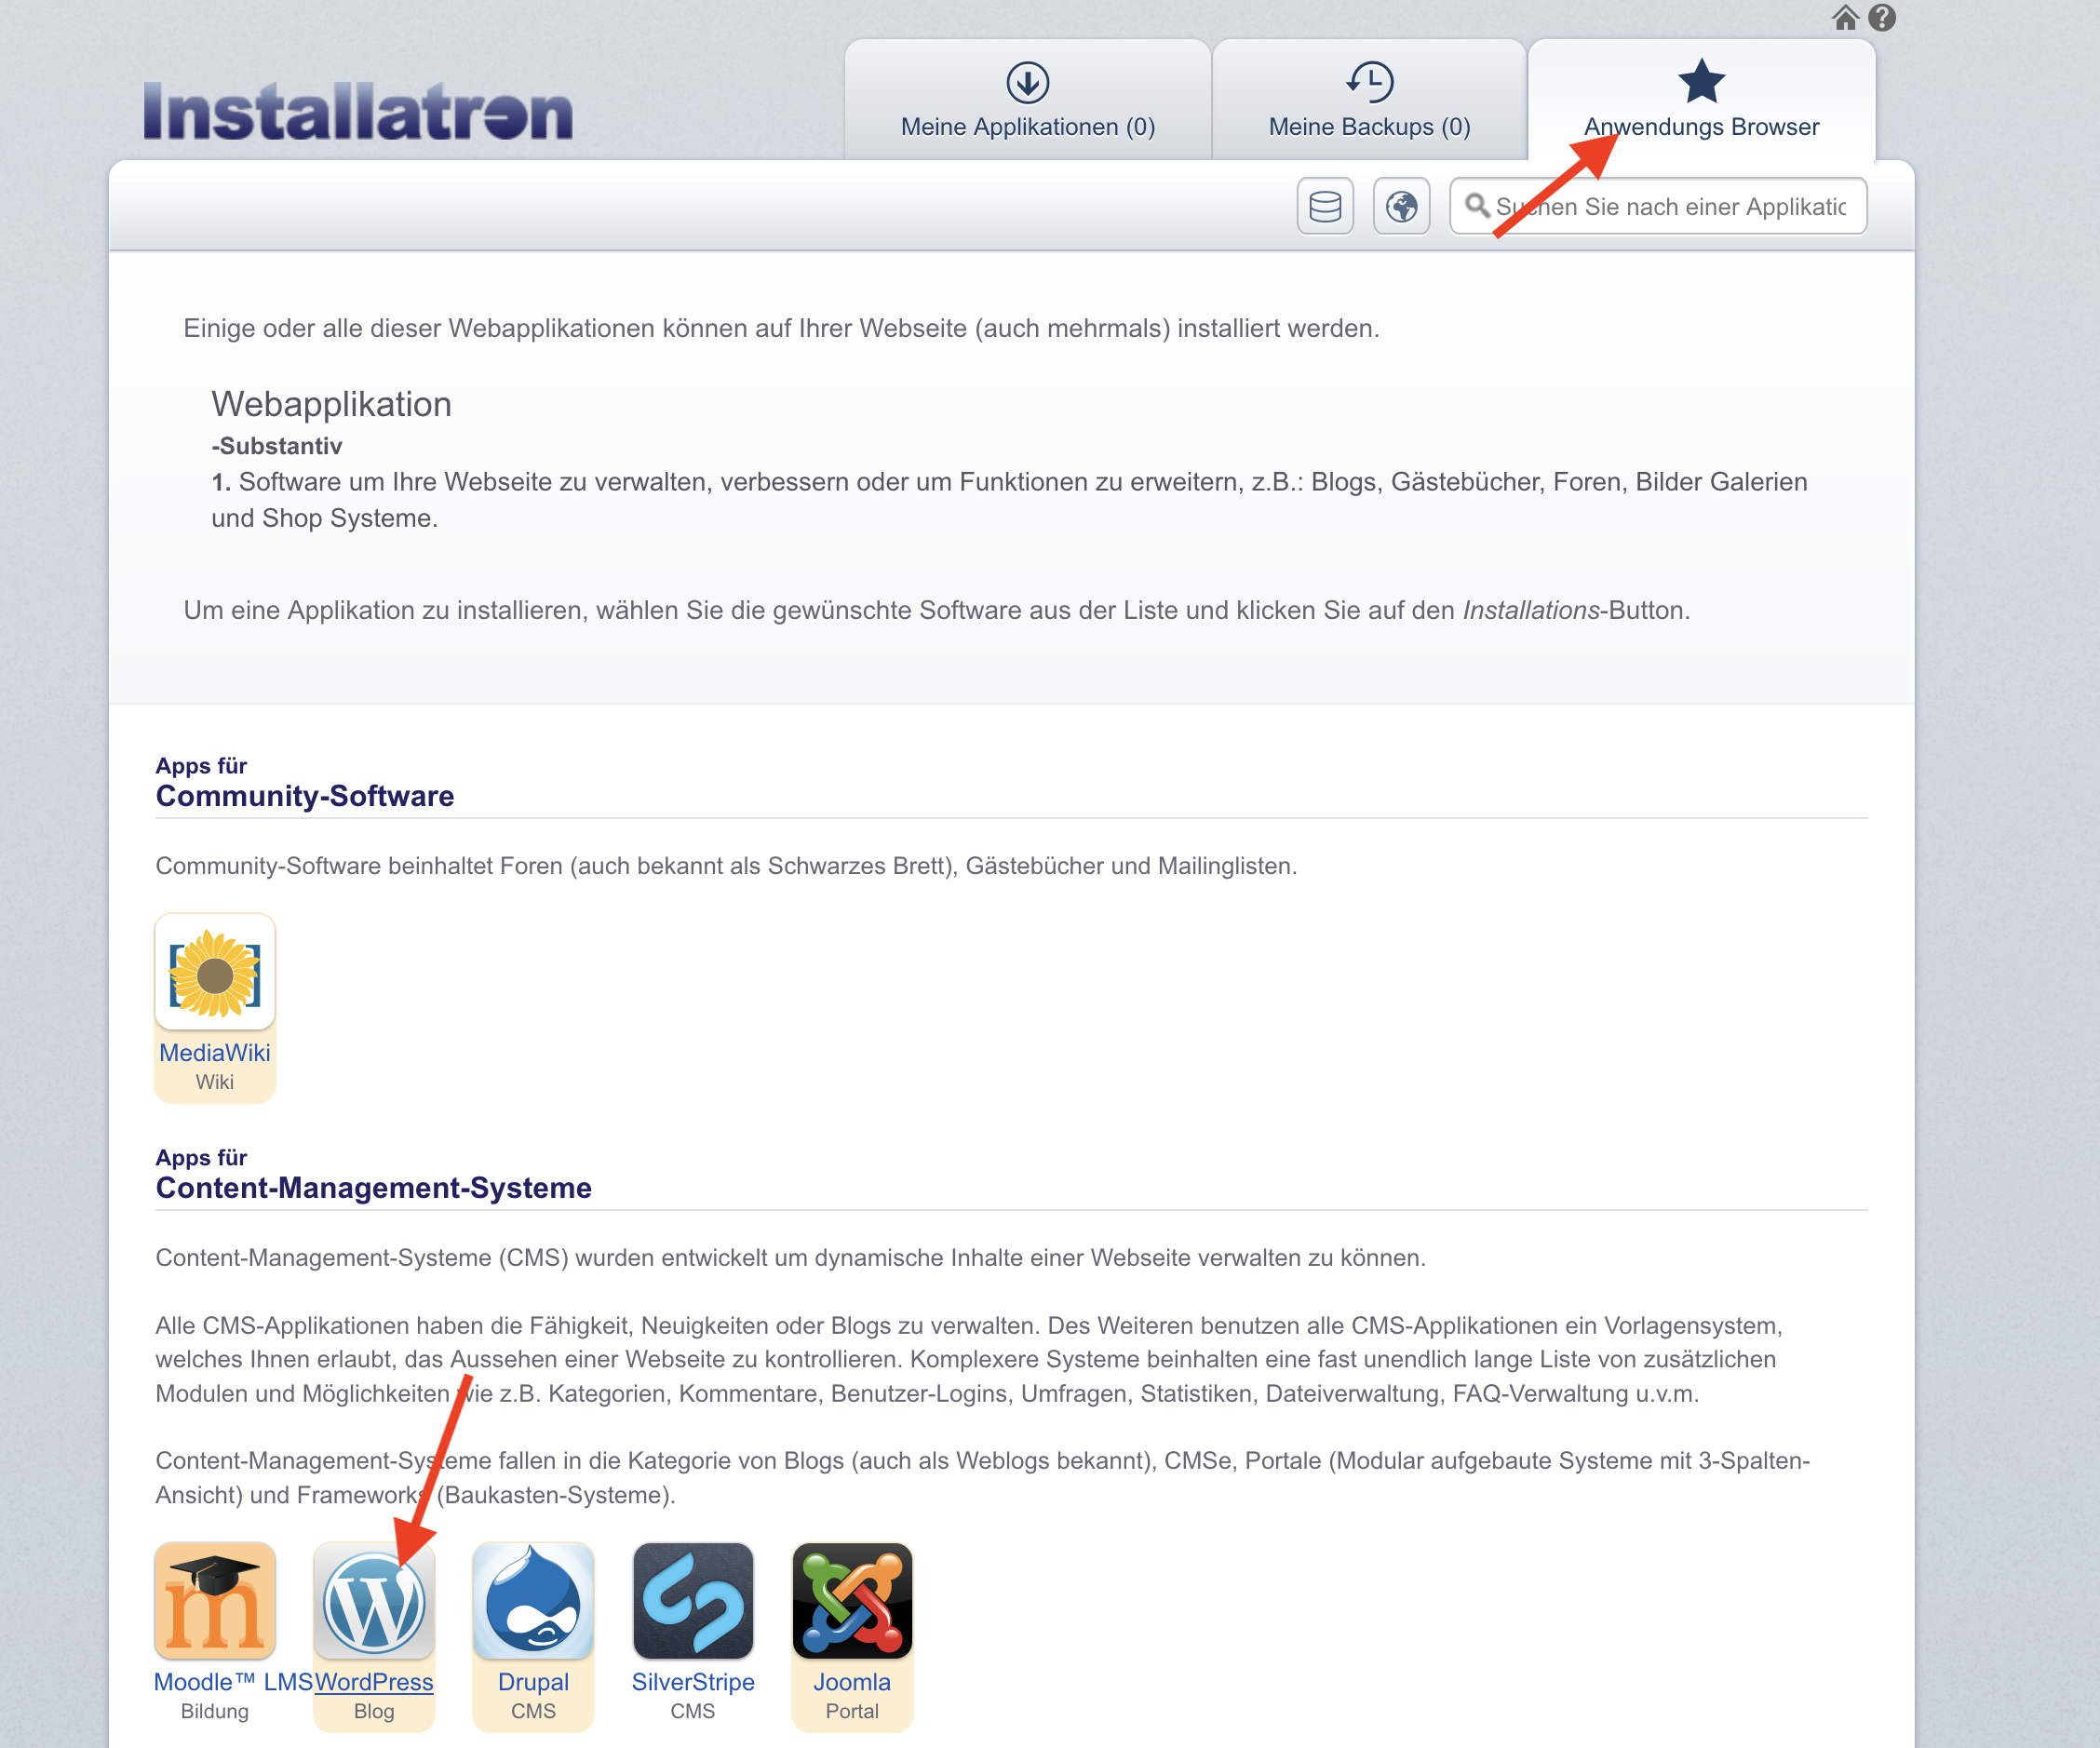 Installatron
Meine Applikationen (0)
Meine Backups (0)
Anwendungs Browser
Suchen Sie nach einer Applikatic
Einige oder alle dieser Webapplikationen können auf Ihrer Webseite (auch mehrmals) installiert werden.
Webapplikation
-Substantiv
1. Software um Ihre Webseite zu verwalten, verbessern oder um Funktionen zu erweitern, z.B.: Blogs, Gästebücher, Foren, Bilder Galerien
und Shop Systeme.
Um eine Applikation zu installieren, wählen Sie die gewünschte Software aus der Liste und klicken Sie auf den Installations-Button.
Apps für
Community-Software
Community-Software beinhaltet Foren (auch bekannt als Schwarzes Brett), Gästebücher und Mailinglisten.
MediaWiki
Wiki
Apps für
Content-Management-Systeme
Content-Management-Systeme (CMS) wurden entwickelt um dynamische Inhalte einer Webseite verwalten zu können.
Alle CMS-Applikationen haben die Fähigkeit, Neuigkeiten oder Blogs zu verwalten. Des Weiteren benutzen alle CMS-Applikationen ein Vorlagensystem,
welches Ihnen erlaubt, das Aussehen einer Webseite zu kontrollieren. Komplexere Systeme beinhalten eine fast unendlich lange Liste von zusätzlichen
Modulen und Möglichkeiten wie z.B. Kategorien, Kommentare, Benutzer-Logins, Umfragen, Statistiken, Dateiverwaltung, FAQ-Verwaltung u.v.m.
Content-Management-Systeme fallen in die Kategorie von Blogs (auch als Weblogs bekannt), CMSe, Portale (Modular aufgebaute Systeme mit 3-Spalten-
Ansicht) und Frameworks (Baukasten-Systeme).
Moodle™ LMS
Bildung
WordPress
Blog
Drupal
CMS
SilverStripe
CMS
Joomla
Portal